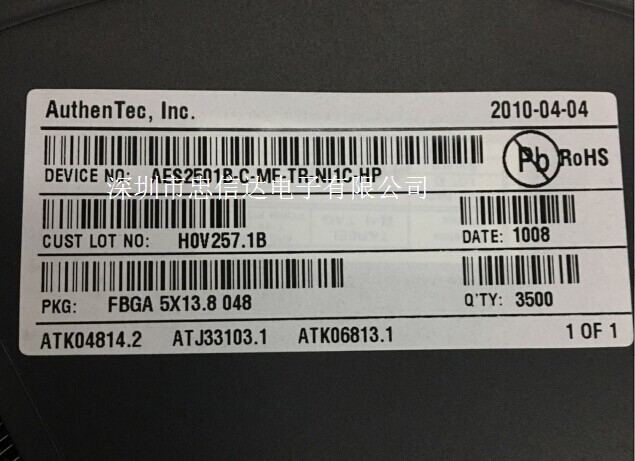 AuthenTec, Inc. 2010-04-04
Pb RoHS
DEVICE NO: AES2501B-C-MF-TR-NI1C-HP
深圳市忠信达电子有限公司
CUST LOT NO: H0V257.1B DATE: 1008
PKG: FBGA 5X13.8 048 Q'TY: 3500
ATK04814.2 ATJ33103.1 ATK06813.1 1 OF 1